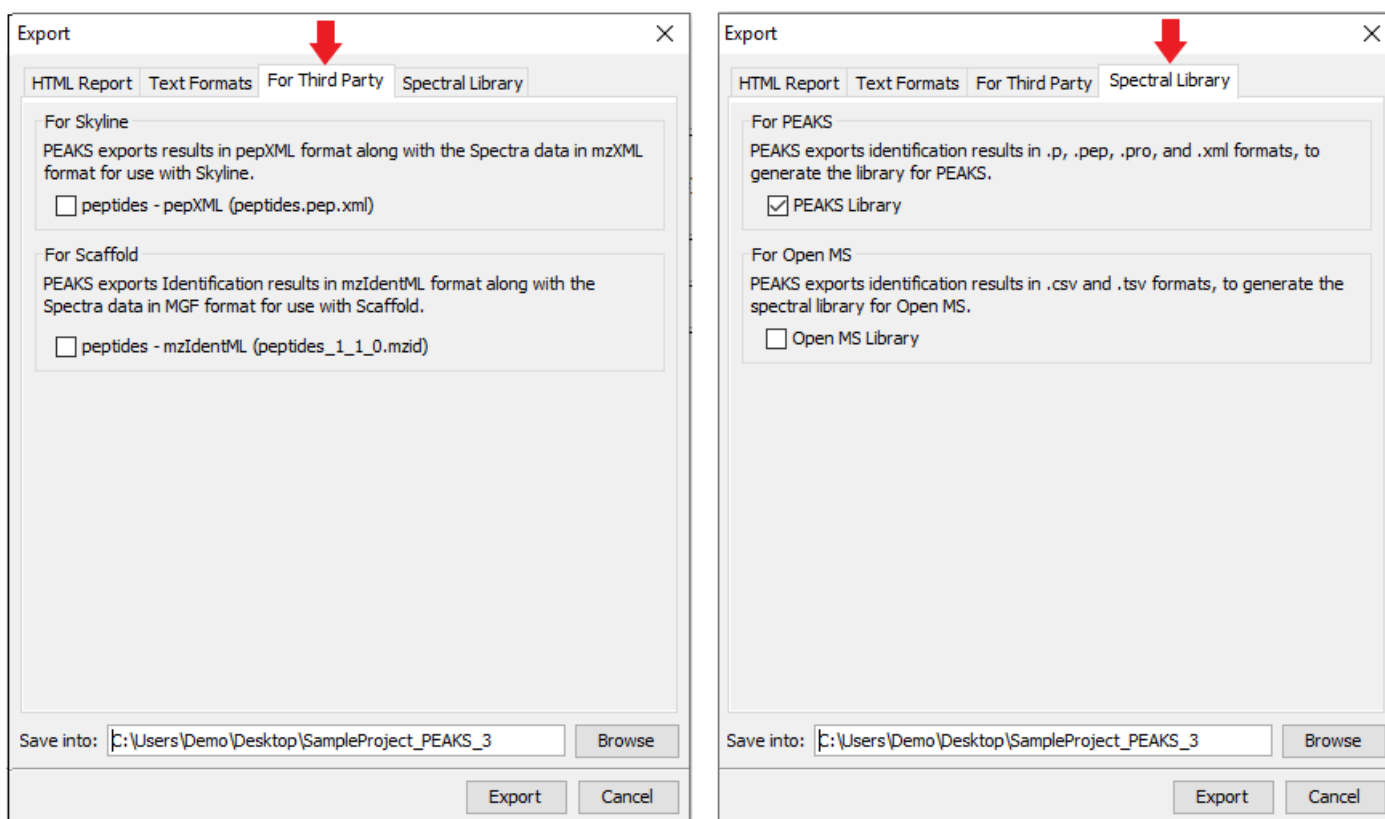 Export
HTML Report Text Formats For Third Party Spectral Library
For Skyline
PEAKS exports results in pepXML format along with the Spectra data in mzXML
format for use with Skyline.
peptides - pepXML (peptides.pep.xml)
For Scaffold
PEAKS exports Identification results in mzIdentML format along with the
Spectra data in MGF format for use with Scaffold.
peptides - mzIdentML (peptides_1_1_0.mzid)
Save into: C:\Users\Demo\Desktop\SampleProject_PEAKS_3 Browse
Export Cancel
Export
HTML Report Text Formats For Third Party Spectral Library
For PEAKS
PEAKS exports identification results in .p, .pep, .pro, and .xml formats, to
generate the library for PEAKS.
PEAKS Library
For Open MS
PEAKS exports identification results in .csv and .tsv formats, to generate the
spectral library for Open MS.
Open MS Library
Save into: C:\Users\Demo\Desktop\SampleProject_PEAKS_3 Browse
Export Cancel